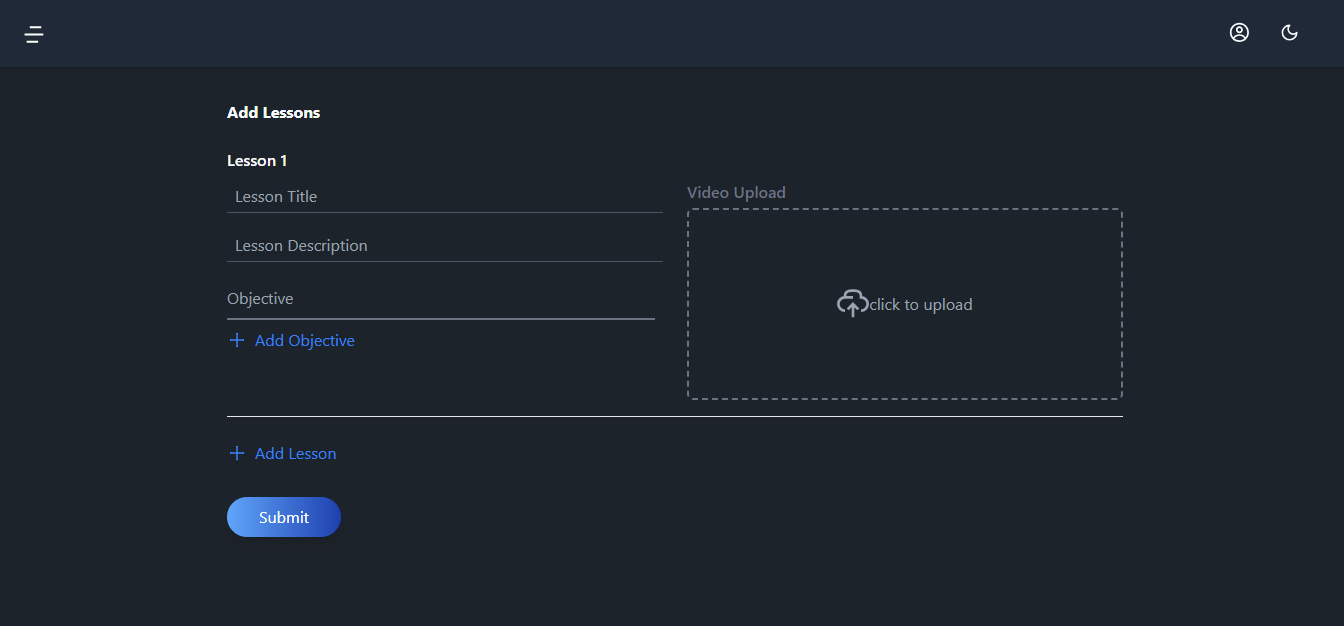 Add Lessons
Lesson 1
Lesson Title
Lesson Description
Objective
Add Objective
Video Upload
click to upload
Add Lesson
Submit